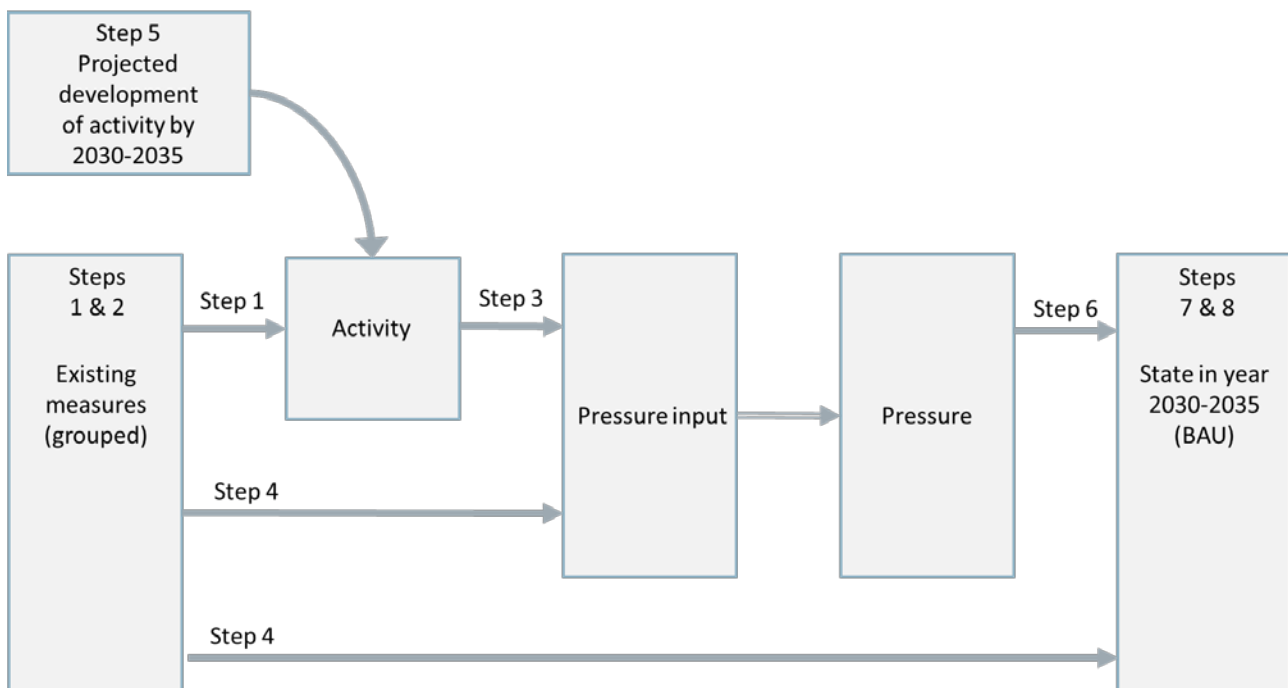 Step 5
Projected
development
of activity by
2030-2035
Steps
1 & 2
Existing
measures
(grouped)
Step 1
Activity
Step 3
Pressure input
Pressure
Step 6
Steps
7 & 8
State in year
2030-2035
(BAU)
Step 4
Step 4